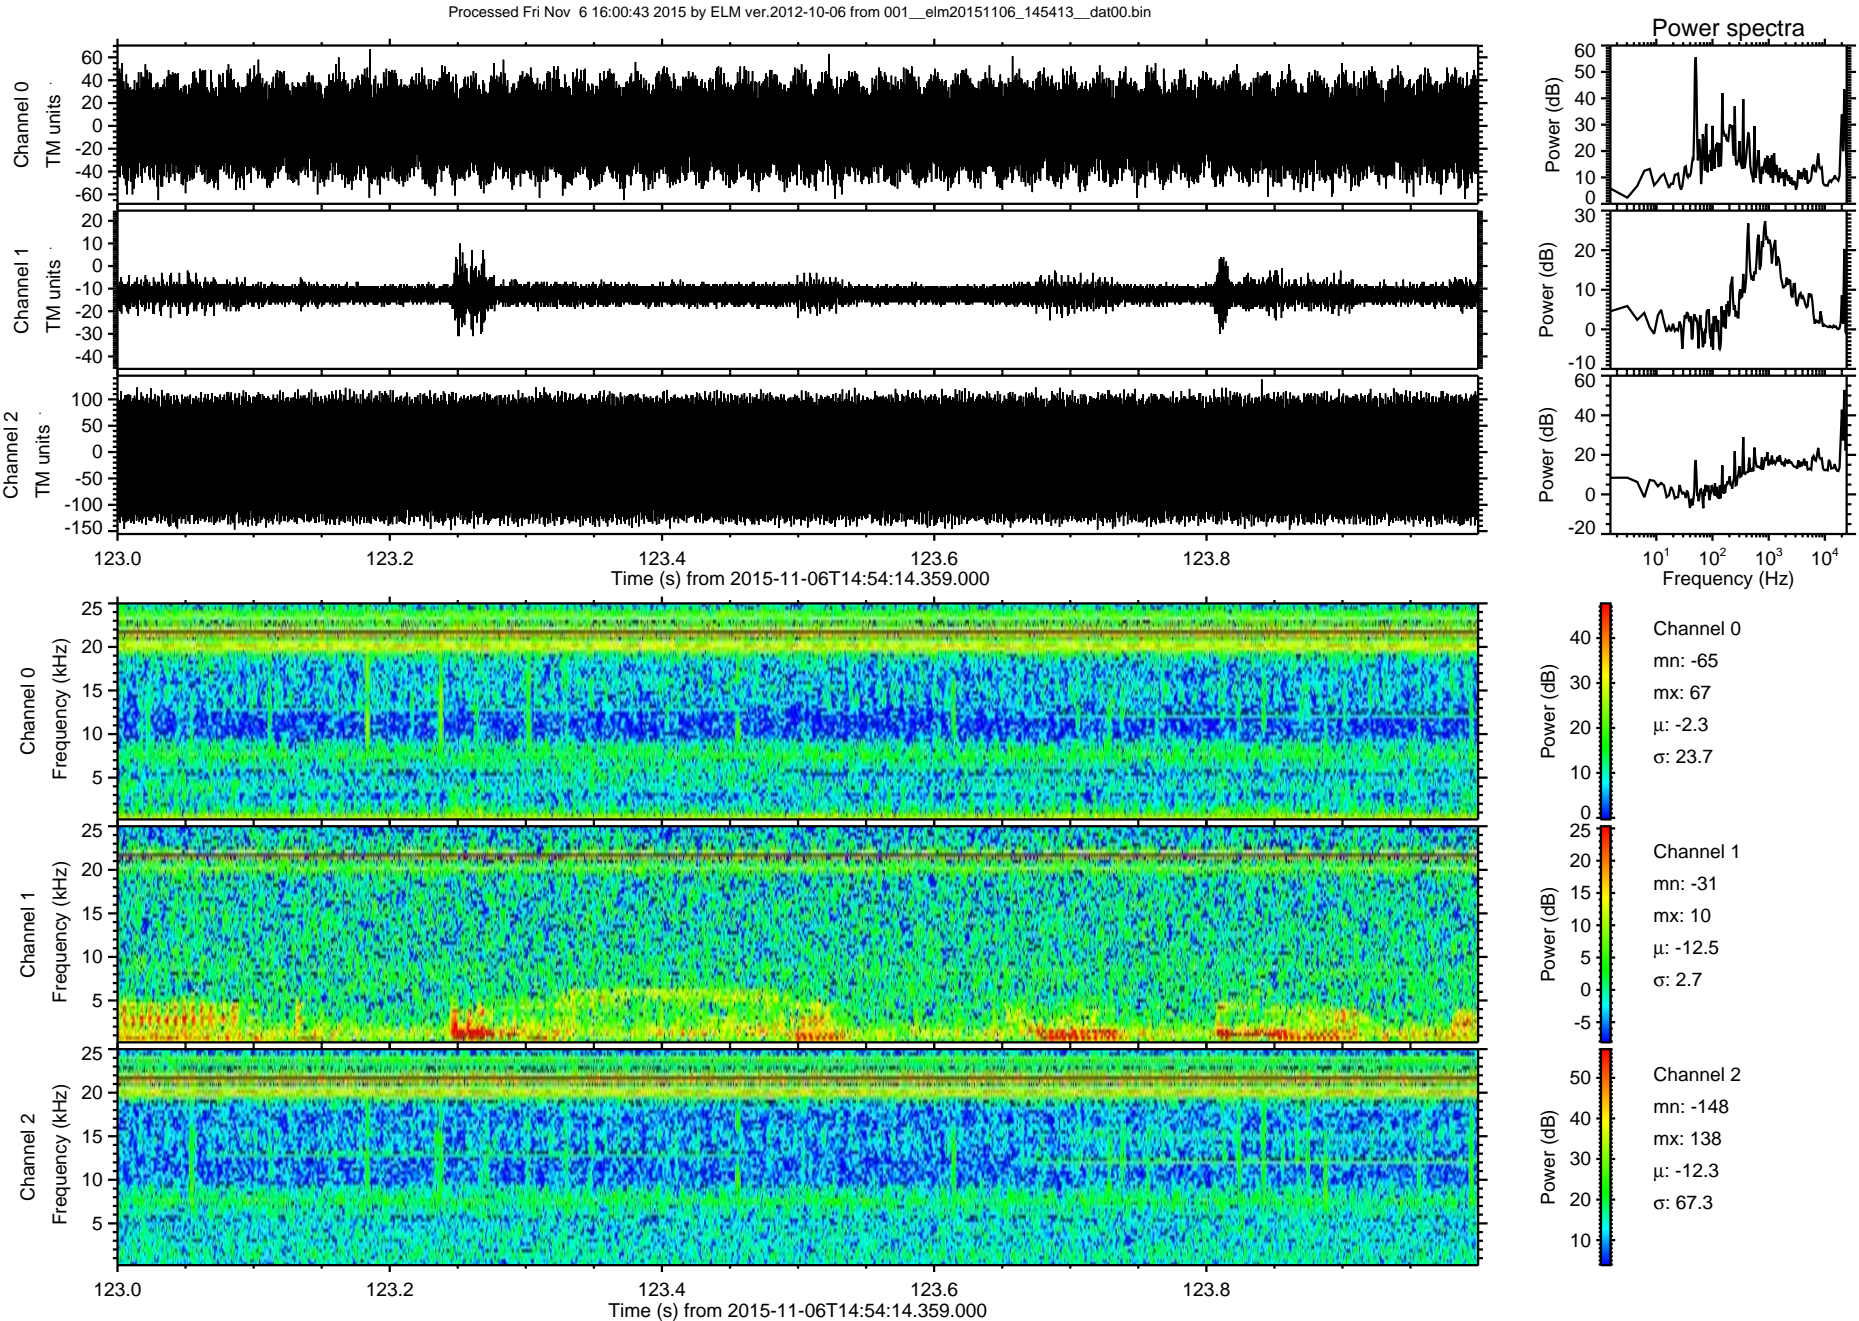 Processed Fri Nov  6 16:00:43 2015 by ELM ver.2012-10-06 from 001__elm20151106_145413__dat00.bin
Power spectra
Channel 0
TM units
60
40
20
0
-20
-40
-60
Power (dB)
60
50
40
30
20
10
0
Channel 1
TM units
20
10
0
-10
-20
-30
-40
Power (dB)
30
20
10
0
-10
Channel 2
TM units
100
50
0
-50
-100
-150
Power (dB)
60
40
20
0
-20
123.0 123.2 123.4 123.6 123.8
Time (s) from 2015-11-06T14:54:14.359.000
10¹ 10² 10³ 10⁴
Frequency (Hz)
Channel 0
Frequency (kHz)
25
20
15
10
5
Power (dB)
40
30
20
10
0
Channel 0
mn: -65
mx: 67
μ: -2.3
σ: 23.7
Channel 1
Frequency (kHz)
25
20
15
10
5
Power (dB)
25
20
15
10
5
0
-5
Channel 1
mn: -31
mx: 10
μ: -12.5
σ: 2.7
Channel 2
Frequency (kHz)
25
20
15
10
5
Power (dB)
50
40
30
20
10
Channel 2
mn: -148
mx: 138
μ: -12.3
σ: 67.3
123.0 123.2 123.4 123.6 123.8
Time (s) from 2015-11-06T14:54:14.359.000